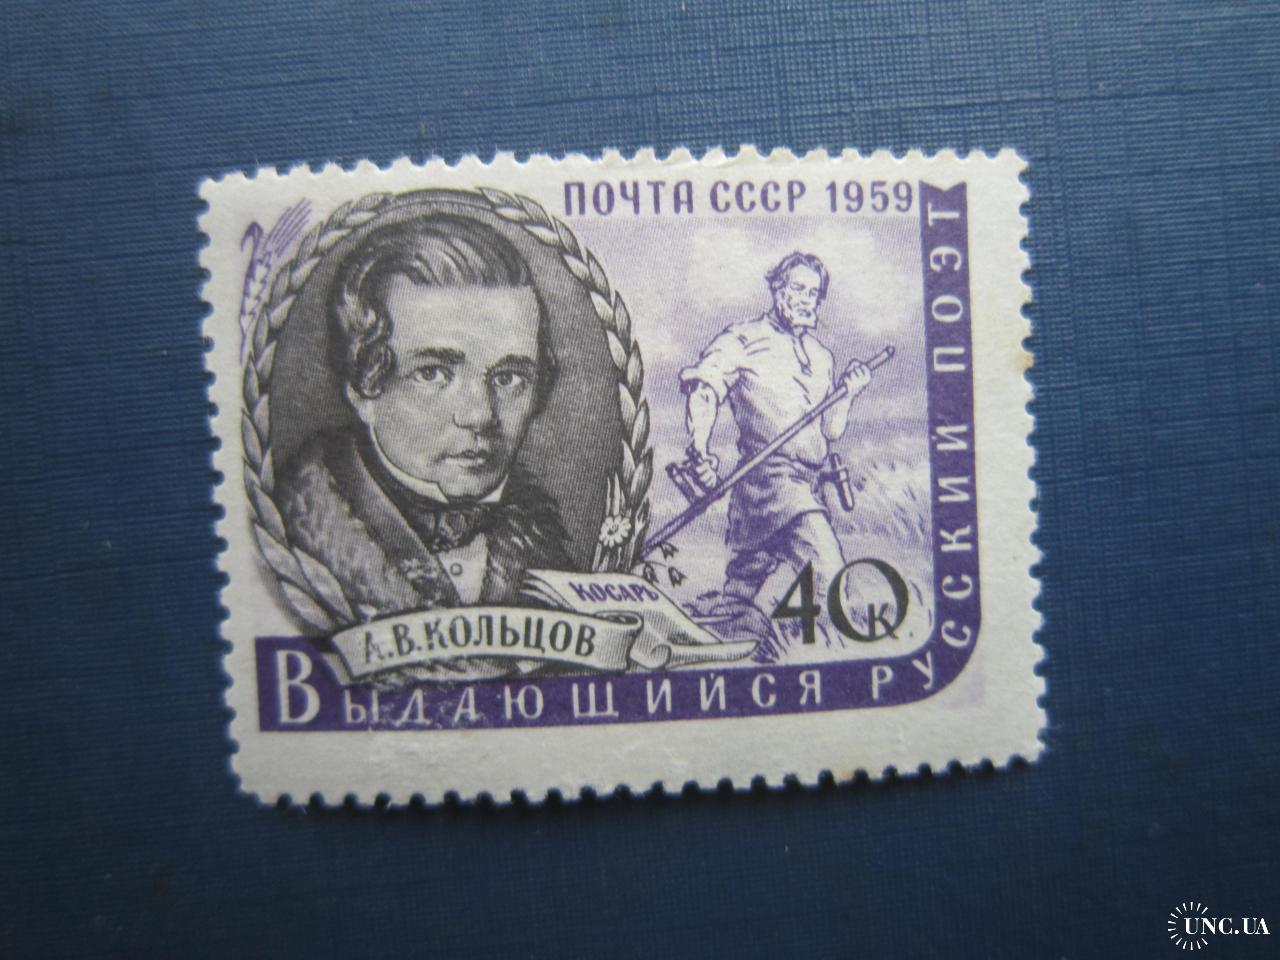 ПОЧТА СССР 1959
КОСАРЬ
А.В.КОЛЬЦОВ
40к.
ВЫДАЮЩИЙСЯ РУССКИЙ ПОЭТ
UNC.UA